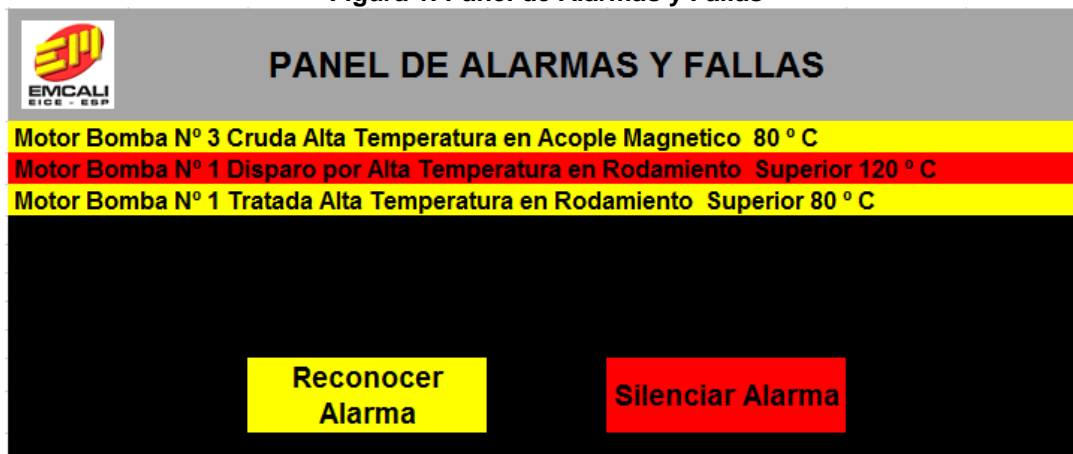 EMCALI
EICE - ESP
PANEL DE ALARMAS Y FALLAS
Motor Bomba Nº 3 Cruda Alta Temperatura en Acople Magnetico 80 º C
Motor Bomba Nº 1 Disparo por Alta Temperatura en Rodamiento Superior 120 º C
Motor Bomba Nº 1 Tratada Alta Temperatura en Rodamiento Superior 80 º C
Reconocer
Alarma
Silenciar Alarma